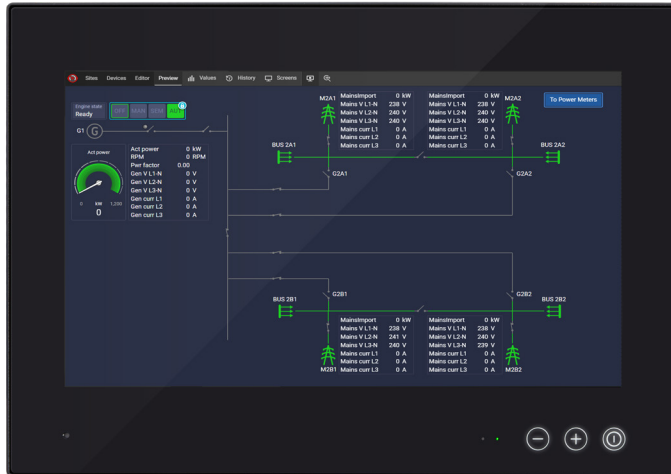 Sites Devices Editor Preview Values History Screens
Engine state
Ready
OFF MAN SEM AUT
To Power Meters
M2A1
MainsImport 0 kW
Mains V L1-N 238 V
Mains V L2-N 240 V
Mains V L3-N 240 V
Mains curr L1 0 A
Mains curr L2 0 A
Mains curr L3 0 A
MainsImport 0 kW
Mains V L1-N 238 V
Mains V L2-N 240 V
Mains V L3-N 240 V
Mains curr L1 0 A
Mains curr L2 0 A
Mains curr L3 0 A
M2A2
G1 G
BUS 2A1
BUS 2A2
G2A1
G2A2
Act power
0 kW 1,200
0
Act power 0 kW
RPM 0 RPM
Pwr factor 0.00
Gen V L1-N 0 V
Gen V L2-N 0 V
Gen V L3-N 0 V
Gen curr L1 0 A
Gen curr L2 0 A
Gen curr L3 0 A
G2B1
G2B2
BUS 2B1
BUS 2B2
MainsImport 0 kW
Mains V L1-N 238 V
Mains V L2-N 241 V
Mains V L3-N 240 V
Mains curr L1 0 A
Mains curr L2 0 A
Mains curr L3 0 A
M2B1
MainsImport 0 kW
Mains V L1-N 238 V
Mains V L2-N 240 V
Mains V L3-N 239 V
Mains curr L1 0 A
Mains curr L2 0 A
Mains curr L3 0 A
M2B2